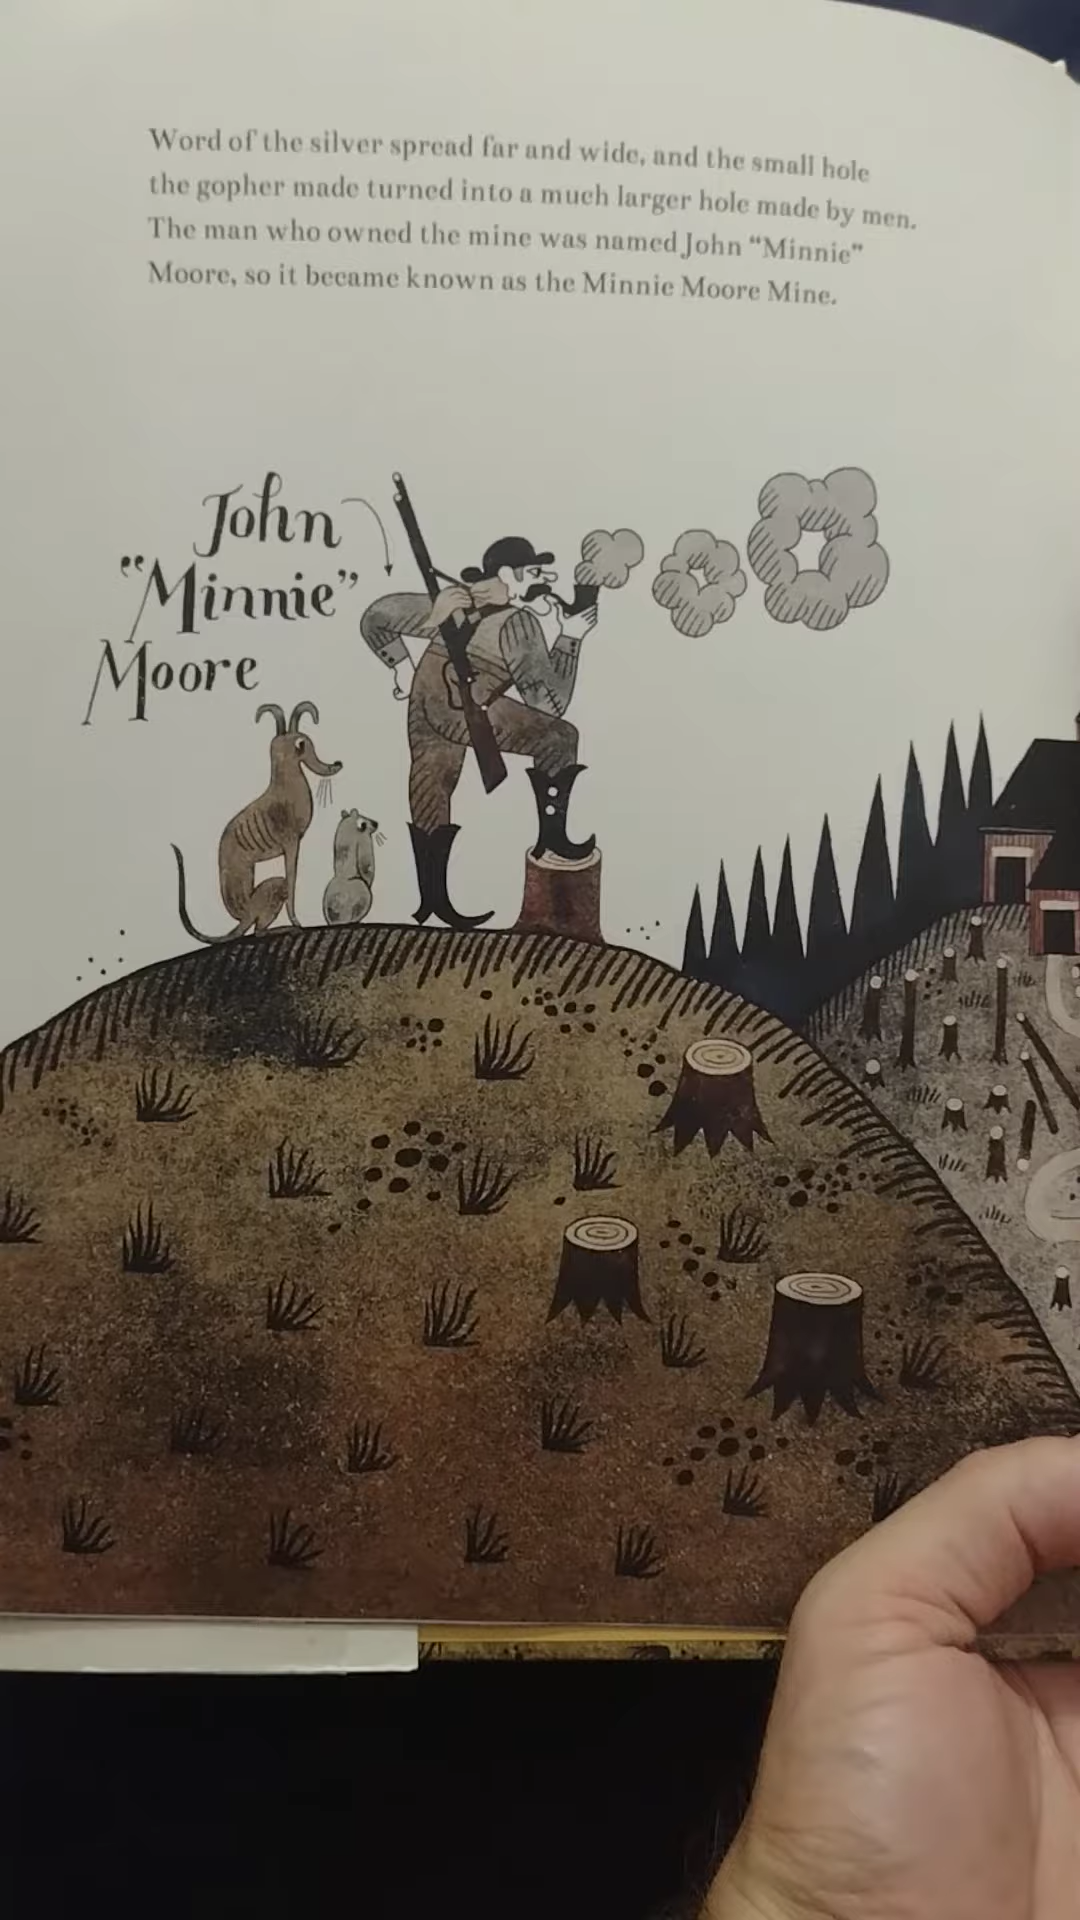 Word of the silver spread far and wide, and the small hole
the gopher made turned into a much larger hole made by men.
The man who owned the mine was named John “Minnie”
Moore, so it became known as the Minnie Moore Mine.
John
“Minnie”
Moore